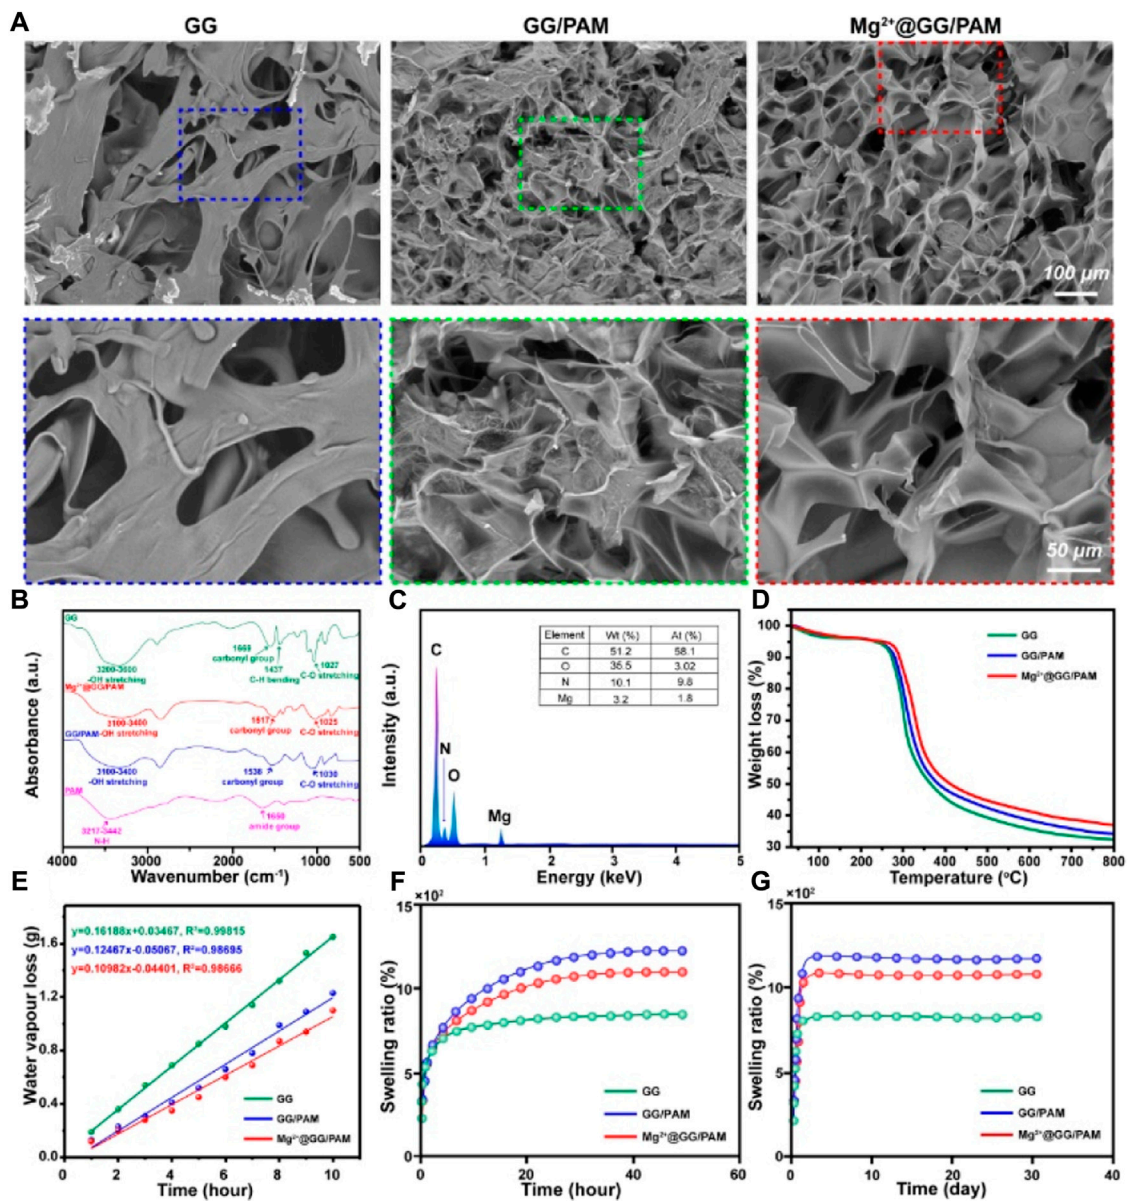 A
GG
GG/PAM
Mg²⁺@GG/PAM
100 µm
50 µm
B
GG
3200-3600
-OH stretching
1669
carbonyl group
1437
C-H bending
1027
C-O stretching
Mg²⁺@GG/PAM
3100-3400
-OH stretching
1617
carbonyl group
1025
C-O stretching
GG/PAM
3100-3400
-OH stretching
1536
carbonyl group
1030
C-O stretching
PAM
3217-3442
N-H
1650
amide group
Absorbance (a.u.)
4000 3000 2000 1000 500
Wavenumber (cm⁻¹)
C
Element Wt (%) At (%)
C 51.2 58.1
O 35.5 3.02
N 10.1 9.8
Mg 3.2 1.8
C
N
O
Mg
Intensity (a.u.)
0 1 2 3 4 5
Energy (keV)
D
GG
GG/PAM
Mg²⁺@GG/PAM
Weight loss (%)
100
90
80
70
60
50
40
30
100 200 300 400 500 600 700 800
Temperature (°C)
E
y=0.16188x+0.03467, R²=0.99815
y=0.12467x-0.05067, R²=0.98695
y=0.10982x-0.04401, R²=0.98666
Water vapour loss (g)
1.6
1.2
0.8
0.4
0.0
GG
GG/PAM
Mg²⁺@GG/PAM
0 2 4 6 8 10
Time (hour)
F
×10²
Swelling ratio (%)
15
10
5
0
GG
GG/PAM
Mg²⁺@GG/PAM
0 20 40 60
Time (hour)
G
×10²
Swelling ratio (%)
15
10
5
0
GG
GG/PAM
Mg²⁺@GG/PAM
0 10 20 30 40
Time (day)